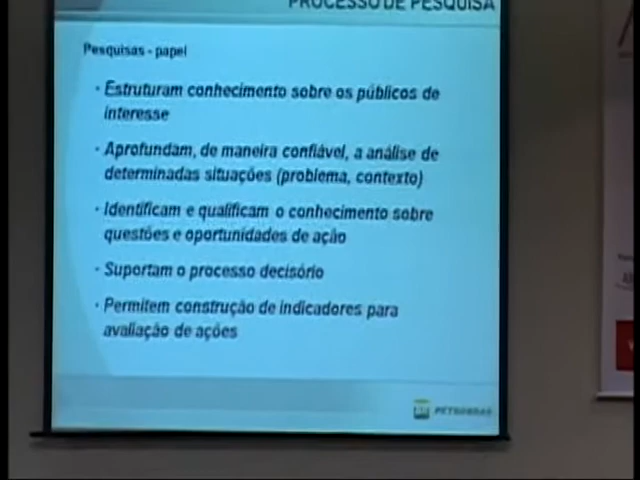 PROCESSO DE PESQUISA
Pesquisas - papel
· Estruturam conhecimento sobre os públicos de
interesse
· Aprofundam, de maneira confiável, a análise de
determinadas situações (problema, contexto)
· Identificam e qualificam o conhecimento sobre
questões e oportunidades de ação
· Suportam o processo decisório
· Permitem construção de indicadores para
avaliação de ações
PETROBRAS